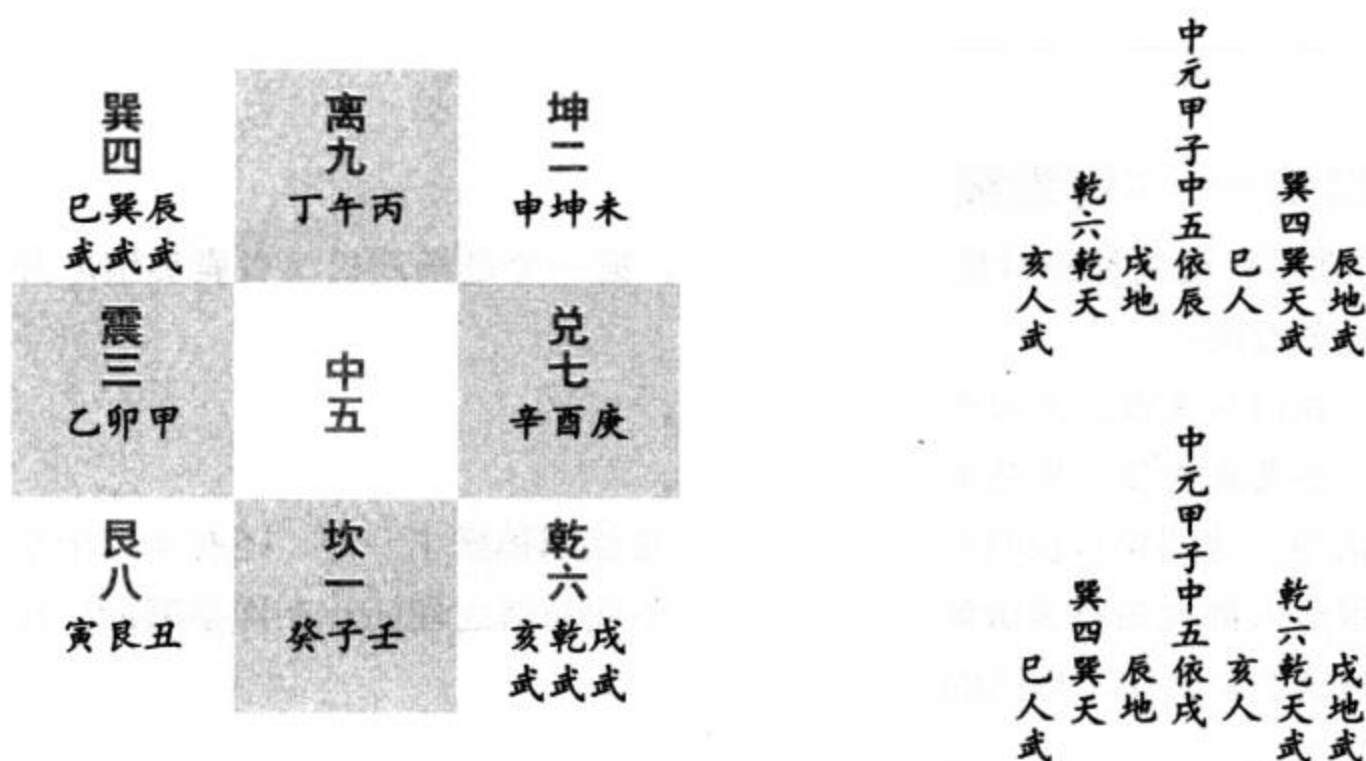 巽四
巳巽辰
武武武
离九
丁午丙
坤二
申坤未
震三
乙卯甲
中五
兑七
辛酉庚
艮八
寅艮丑
坎一
癸子壬
乾六
亥乾戌
武武武
辰地武
巽四巽天武
巳人
中元甲子中五依辰
戌地
乾六乾天
亥人武
戌地武
乾六乾天武
亥人
中元甲子中五依戌
辰地
巽四巽天
巳人武